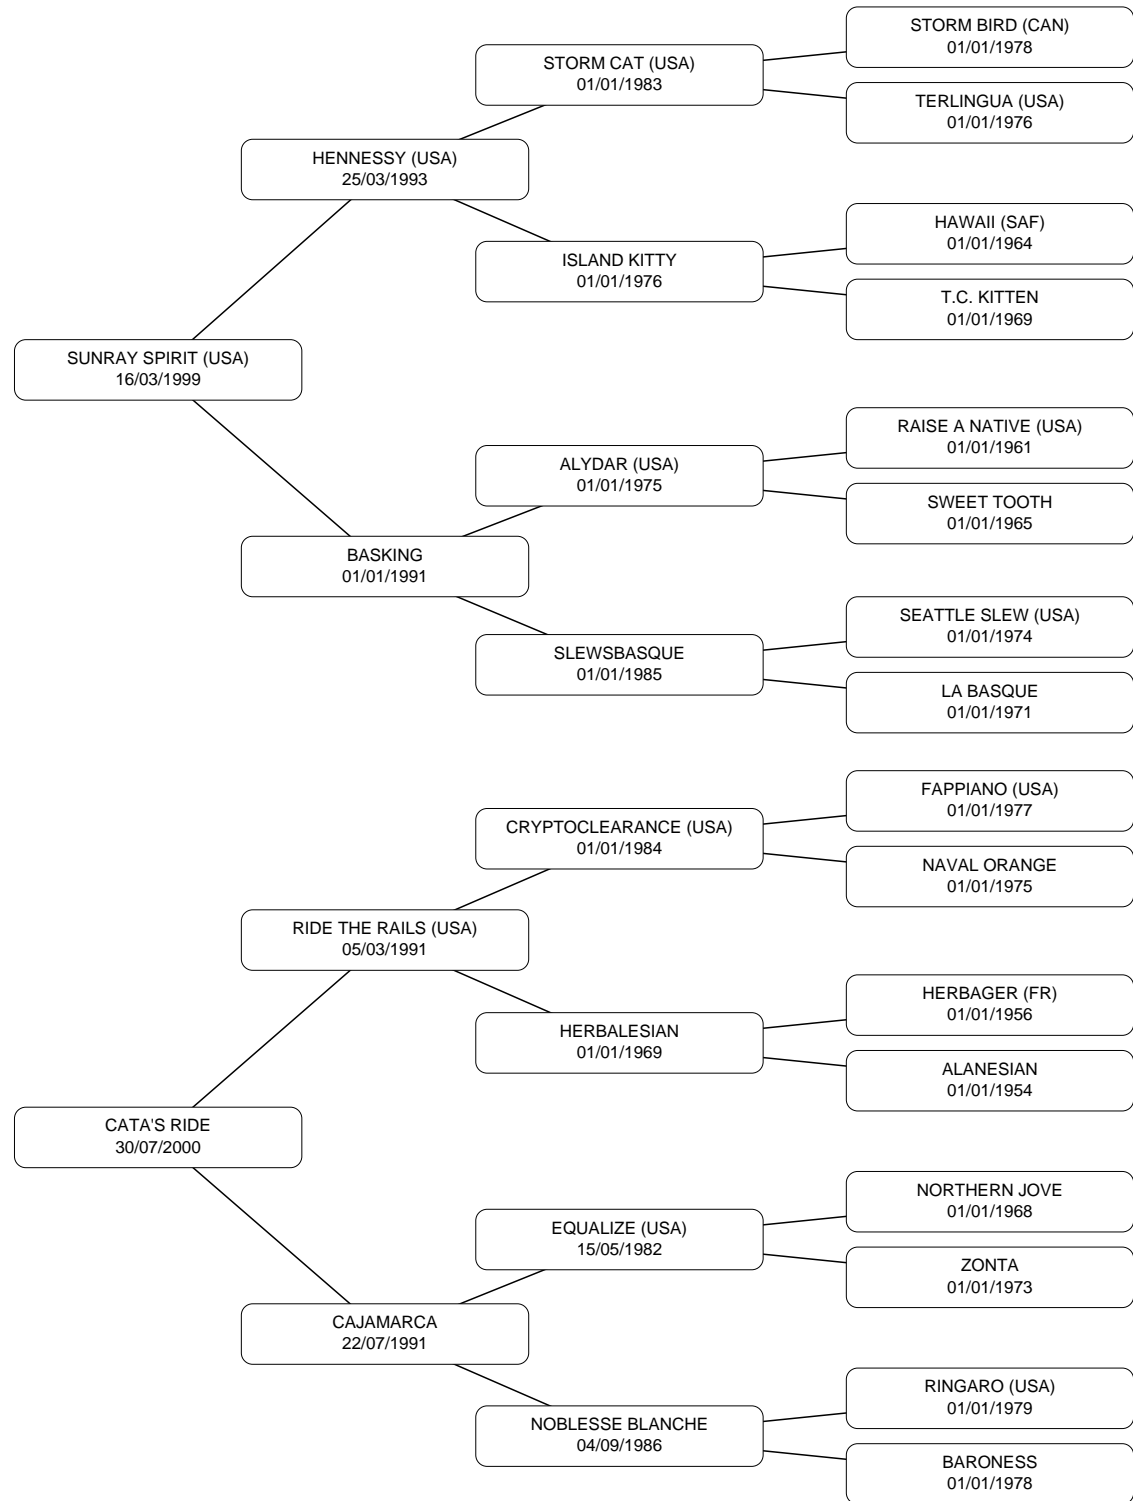 STORM BIRD (CAN)
01/01/1978
STORM CAT (USA)
01/01/1983
TERLINGUA (USA)
01/01/1976
HENNESSY (USA)
25/03/1993
HAWAII (SAF)
01/01/1964
ISLAND KITTY
01/01/1976
T.C. KITTEN
01/01/1969
SUNRAY SPIRIT (USA)
16/03/1999
RAISE A NATIVE (USA)
01/01/1961
ALYDAR (USA)
01/01/1975
SWEET TOOTH
01/01/1965
BASKING
01/01/1991
SEATTLE SLEW (USA)
01/01/1974
SLEWSBASQUE
01/01/1985
LA BASQUE
01/01/1971
FAPPIANO (USA)
01/01/1977
CRYPTOCLEARANCE (USA)
01/01/1984
NAVAL ORANGE
01/01/1975
RIDE THE RAILS (USA)
05/03/1991
HERBAGER (FR)
01/01/1956
HERBALESIAN
01/01/1969
ALANESIAN
01/01/1954
CATA'S RIDE
30/07/2000
NORTHERN JOVE
01/01/1968
EQUALIZE (USA)
15/05/1982
ZONTA
01/01/1973
CAJAMARCA
22/07/1991
RINGARO (USA)
01/01/1979
NOBLESSE BLANCHE
04/09/1986
BARONESS
01/01/1978